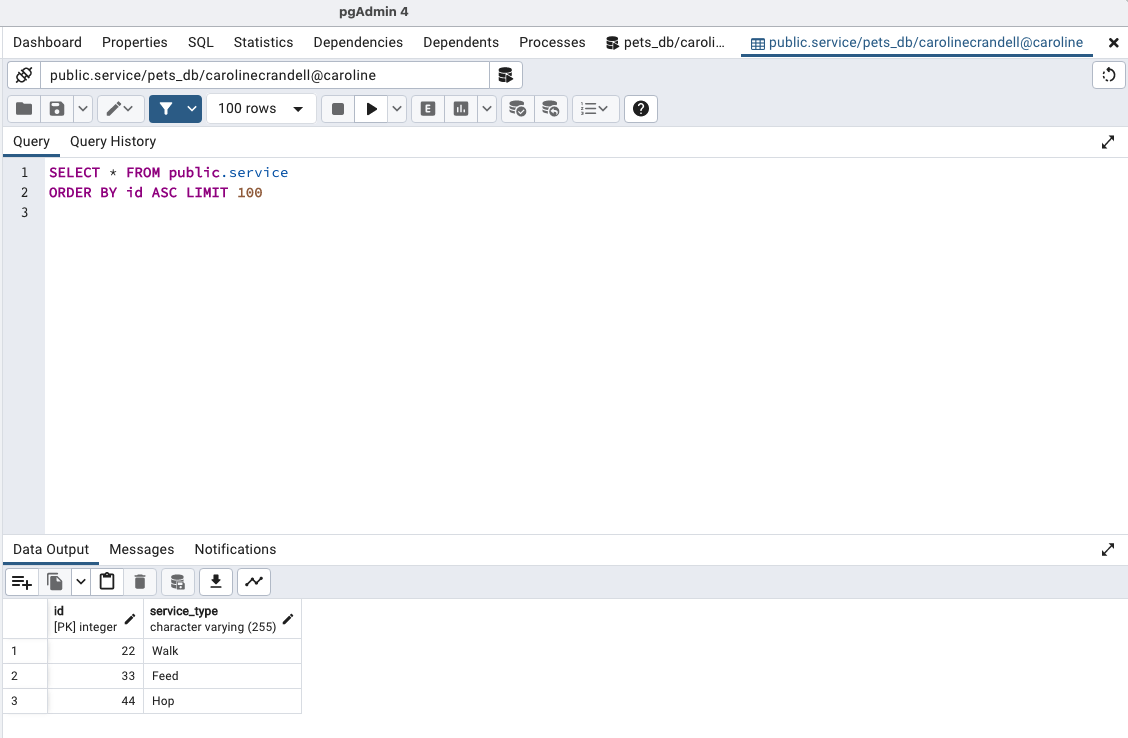 pgAdmin 4
Dashboard Properties SQL Statistics Dependencies Dependents Processes pets_db/caroli... public.service/pets_db/carolinecrandell@caroline
public.service/pets_db/carolinecrandell@caroline
100 rows E
Query Query History
1 SELECT * FROM public.service
2 ORDER BY id ASC LIMIT 100
3
Data Output Messages Notifications
id service_type
[PK] integer character varying (255)
1 22 Walk
2 33 Feed
3 44 Hop